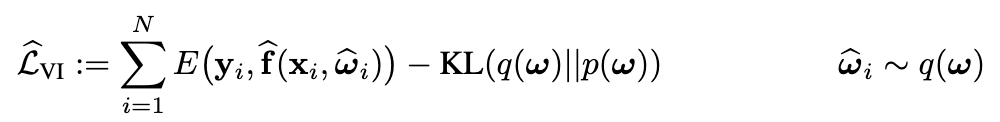 $\widehat{\mathcal{L}}_{\text{VI}} := \sum_{i=1}^{N} E\big(\mathbf{y}_i, \widehat{\mathbf{f}}(\mathbf{x}_i, \widehat{\boldsymbol{\omega}}_i)\big) - \text{KL}(q(\boldsymbol{\omega})||p(\boldsymbol{\omega})) \qquad \widehat{\boldsymbol{\omega}}_i \sim q(\boldsymbol{\omega})$